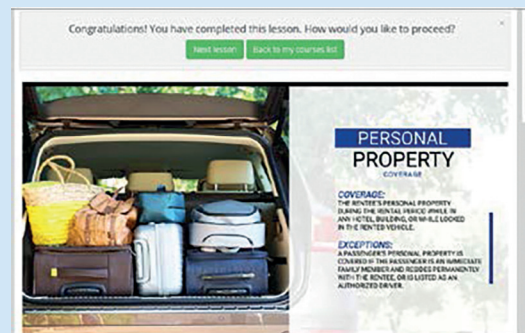 Congratulations! You have completed this lesson. How would you like to proceed?
Next lesson Back to my courses list
PERSONAL
PROPERTY
COVERAGE
COVERAGE:
THE RENTEE'S PERSONAL PROPERTY
DURING THE RENTAL PERIOD WHILE IN
ANY HOTEL, BUILDING, OR WHILE LOCKED
IN THE RENTED VEHICLE.
EXCEPTIONS:
A PASSENGER'S PERSONAL PROPERTY IS
COVERED IF THE PASSENGER IS AN IMMEDIATE
FAMILY MEMBER AND RESIDES PERMANENTLY
WITH THE RENTEE, OR IS LISTED AS AN
AUTHORIZED DRIVER.